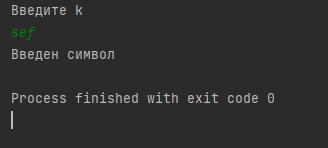 Введите k
sef
Введен символ
Process finished with exit code 0